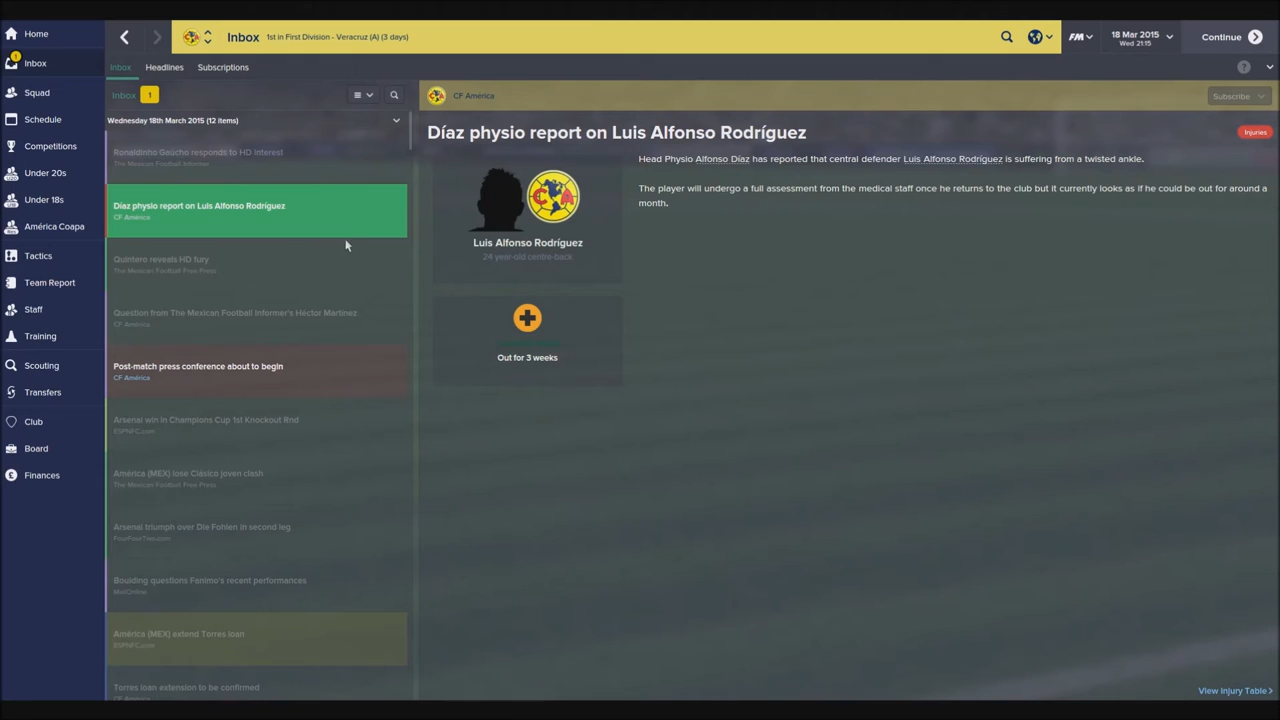 Home
Inbox
1st in First Division - Veracruz (A) (3 days)
FM
18 Mar 2015
Wed 21:15
Continue
1
Inbox
Inbox
Headlines
Subscriptions
Squad
Schedule
Competitions
Under 20s
Under 18s
América Coapa
Tactics
Team Report
Staff
Training
Scouting
Transfers
Club
Board
Finances
Inbox
1
Wednesday 18th March 2015 (12 items)
Ronaldinho Gaúcho responds to HD interest
The Mexican Football Informer
Díaz physio report on Luis Alfonso Rodríguez
CF América
Quintero reveals HD fury
The Mexican Football Free Press
Question from The Mexican Football Informer's Héctor Martínez
CF América
Post-match press conference about to begin
CF América
Arsenal win in Champions Cup 1st Knockout Rnd
ESPNFC.com
América (MEX) lose Clásico joven clash
The Mexican Football Free Press
Arsenal triumph over Die Fohlen in second leg
FourFourTwo.com
Boulding questions Fenimo's recent performances
MailOnline
América (MEX) extend Torres loan
ESPNFC.com
Torres loan extension to be confirmed
CF América
CF América
Subscribe
Díaz physio report on Luis Alfonso Rodríguez
Injuries
Luis Alfonso Rodríguez
24 year-old centre-back
Out for 3 weeks
Head Physio Alfonso Díaz has reported that central defender Luis Alfonso Rodríguez is suffering from a twisted ankle.
The player will undergo a full assessment from the medical staff once he returns to the club but it currently looks as if he could be out for around a
month.
View Injury Table >